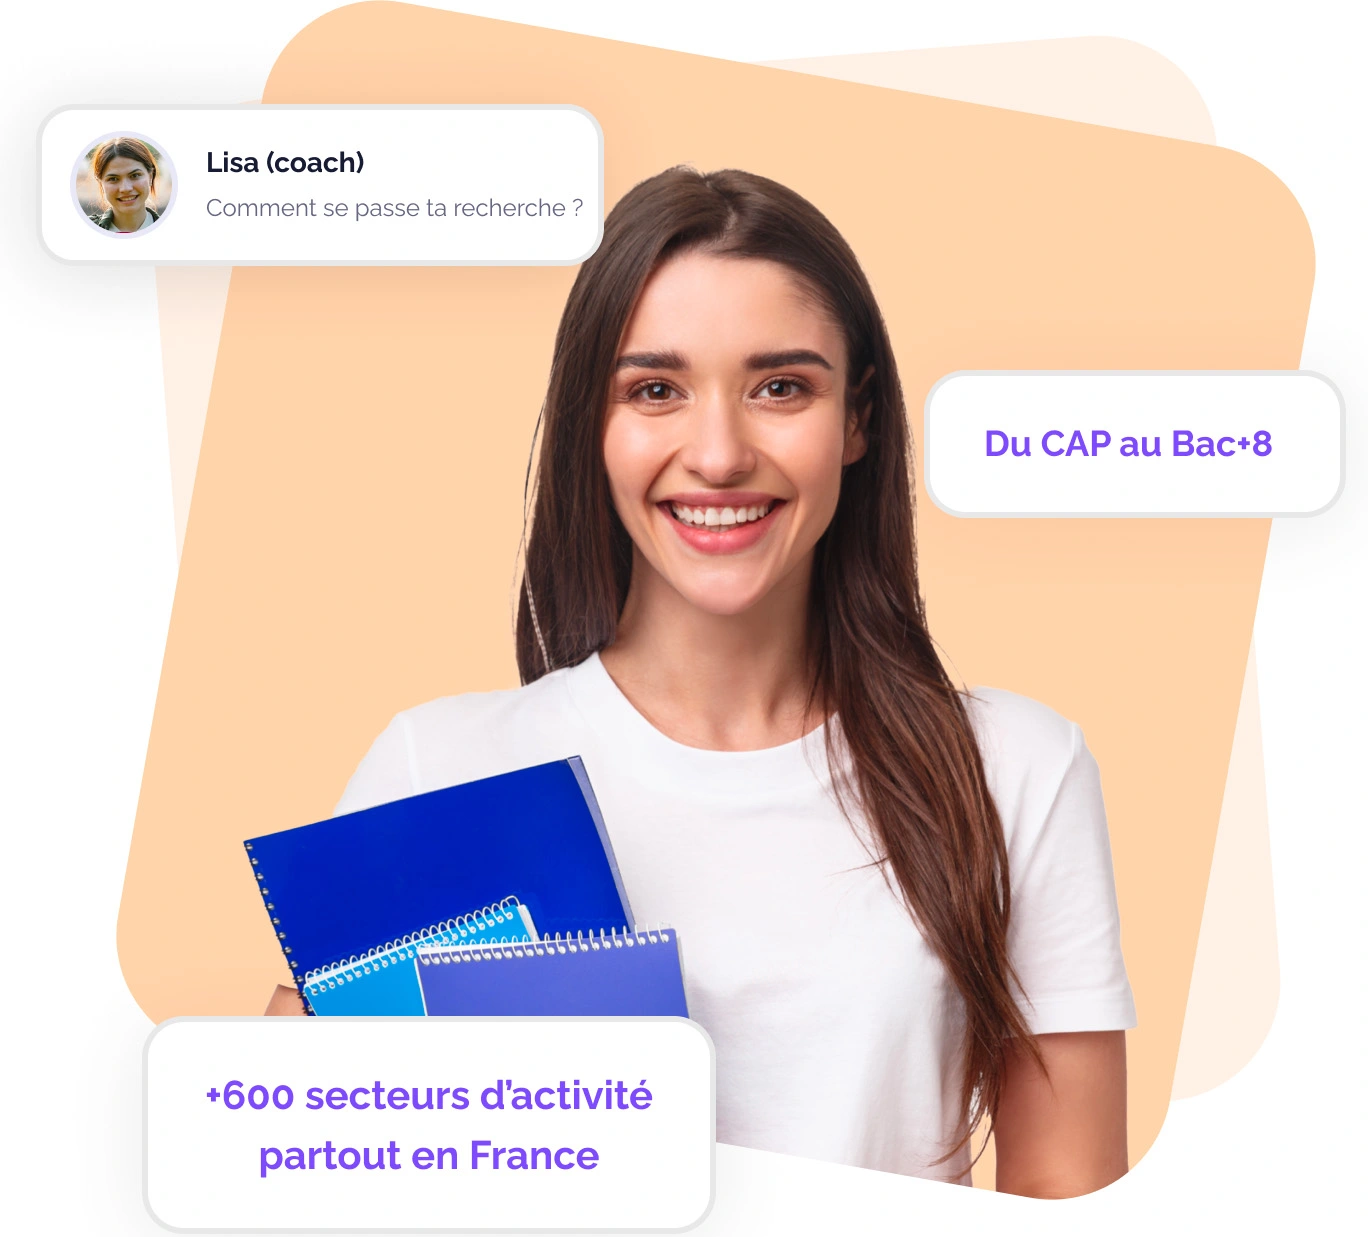 Lisa (coach)
Comment se passe ta recherche ?
Du CAP au Bac+8
+600 secteurs d’activité
partout en France